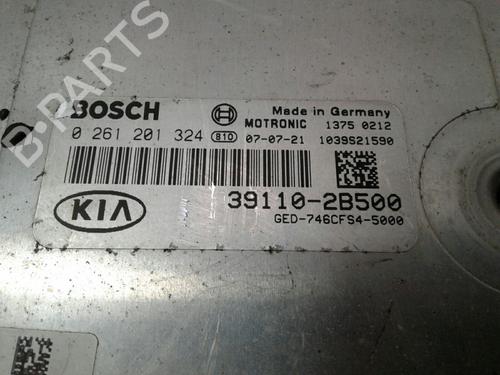 B-PARTS
BOSCH
Made in Germany
MOTRONIC 1375 0212
0 261 201 324 810 07-07-21 1039S21590
KIA
39110-2B500
GED-746CFS4-5000